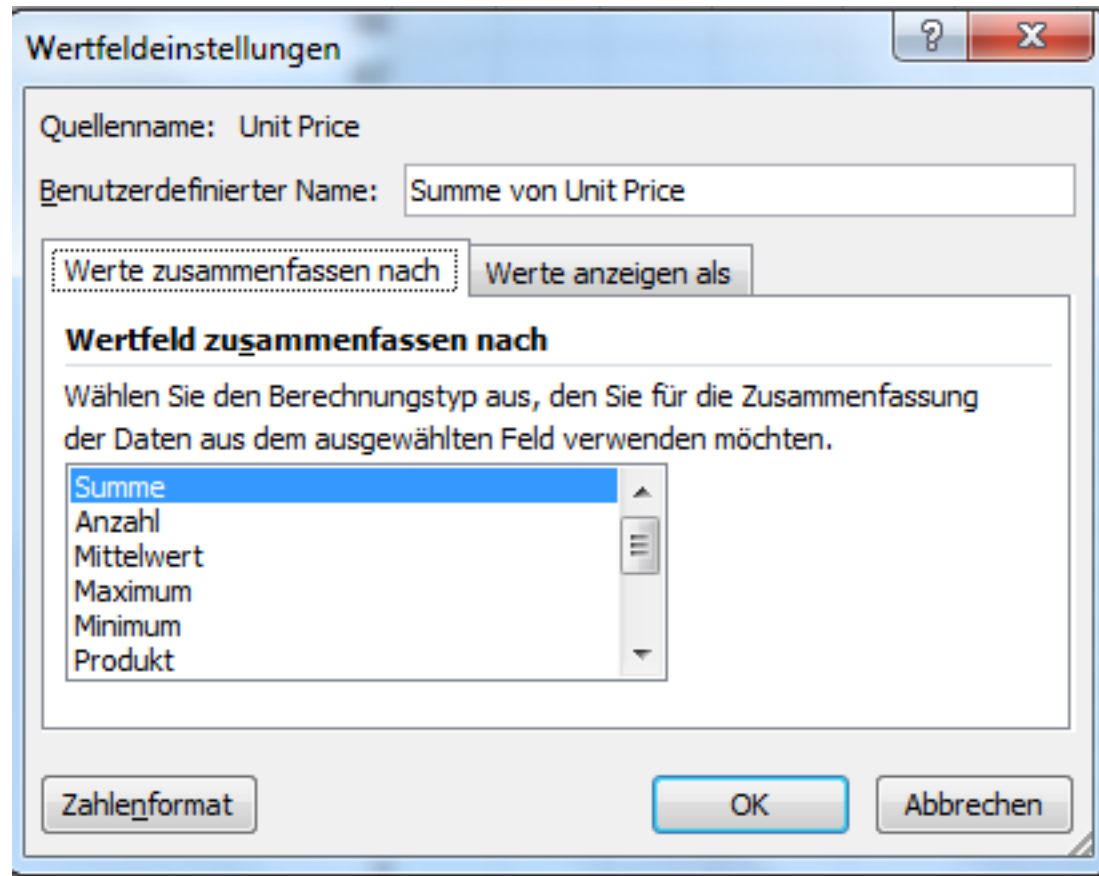 Wertfeldeinstellungen
?
Quellenname: Unit Price
Benutzerdefinierter Name: Summe von Unit Price
Werte zusammenfassen nach Werte anzeigen als
Wertfeld zusammenfassen nach
Wählen Sie den Berechnungstyp aus, den Sie für die Zusammenfassung
der Daten aus dem ausgewählten Feld verwenden möchten.
Summe
Anzahl
Mittelwert
Maximum
Minimum
Produkt
Zahlenformat OK Abbrechen